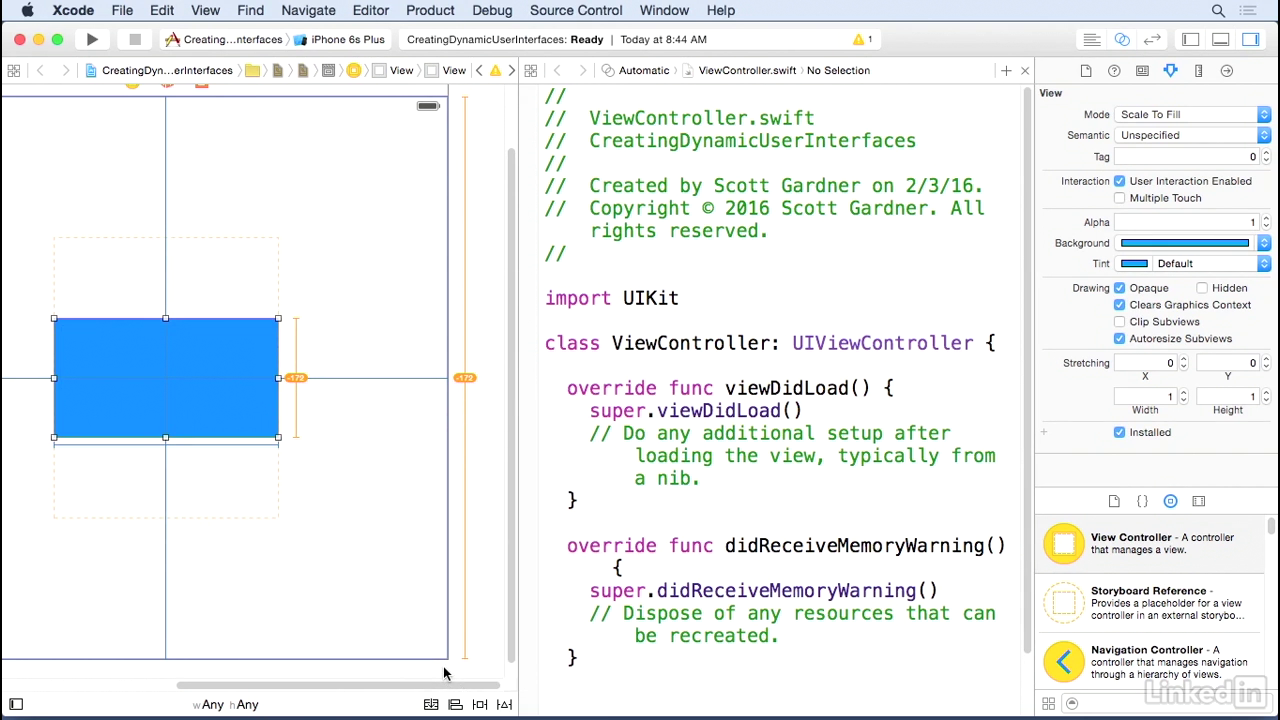 Xcode File Edit View Find Navigate Editor Product Debug Source Control Window Help
Creating...nterfaces iPhone 6s Plus CreatingDynamicUserInterfaces: Ready Today at 8:44 AM 1
CreatingDyn...erInterfaces View View Automatic ViewController.swift No Selection
//
// ViewController.swift
// CreatingDynamicUserInterfaces
//
// Created by Scott Gardner on 2/3/16.
// Copyright © 2016 Scott Gardner. All
rights reserved.
//
import UIKit
class ViewController: UIViewController {
override func viewDidLoad() {
super.viewDidLoad()
// Do any additional setup after
loading the view, typically from
a nib.
}
override func didReceiveMemoryWarning()
{
super.didReceiveMemoryWarning()
// Dispose of any resources that can
be recreated.
}
-172
-172
wAny hAny
View
Mode Scale To Fill
Semantic Unspecified
Tag 0
Interaction User Interaction Enabled
Multiple Touch
Alpha 1
Background
Tint Default
Drawing Opaque Hidden
Clears Graphics Context
Clip Subviews
Autoresize Subviews
Stretching 0 0
X Y
1 1
Width Height
+ Installed
{}
View Controller - A controller
that manages a view.
Storyboard Reference -
Provides a placeholder for a view
controller in an external storybo...
Navigation Controller - A
controller that manages navigation
through a hierarchy of views.
LinkedIn